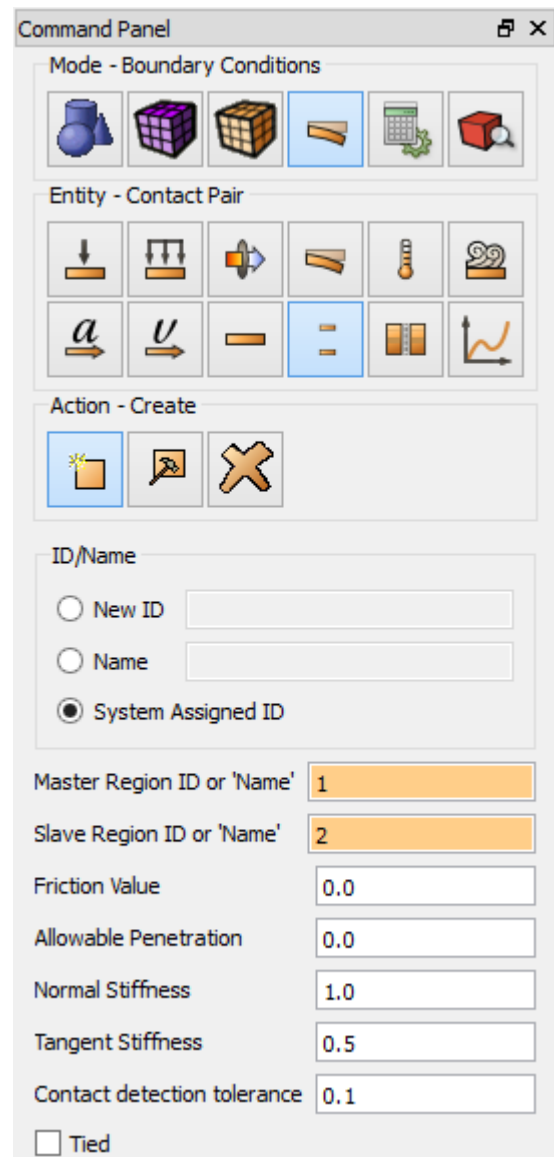 Command Panel
Mode - Boundary Conditions
Entity - Contact Pair
a
v
Action - Create
ID/Name
New ID
Name
System Assigned ID
Master Region ID or 'Name' 1
Slave Region ID or 'Name' 2
Friction Value 0.0
Allowable Penetration 0.0
Normal Stiffness 1.0
Tangent Stiffness 0.5
Contact detection tolerance 0.1
Tied